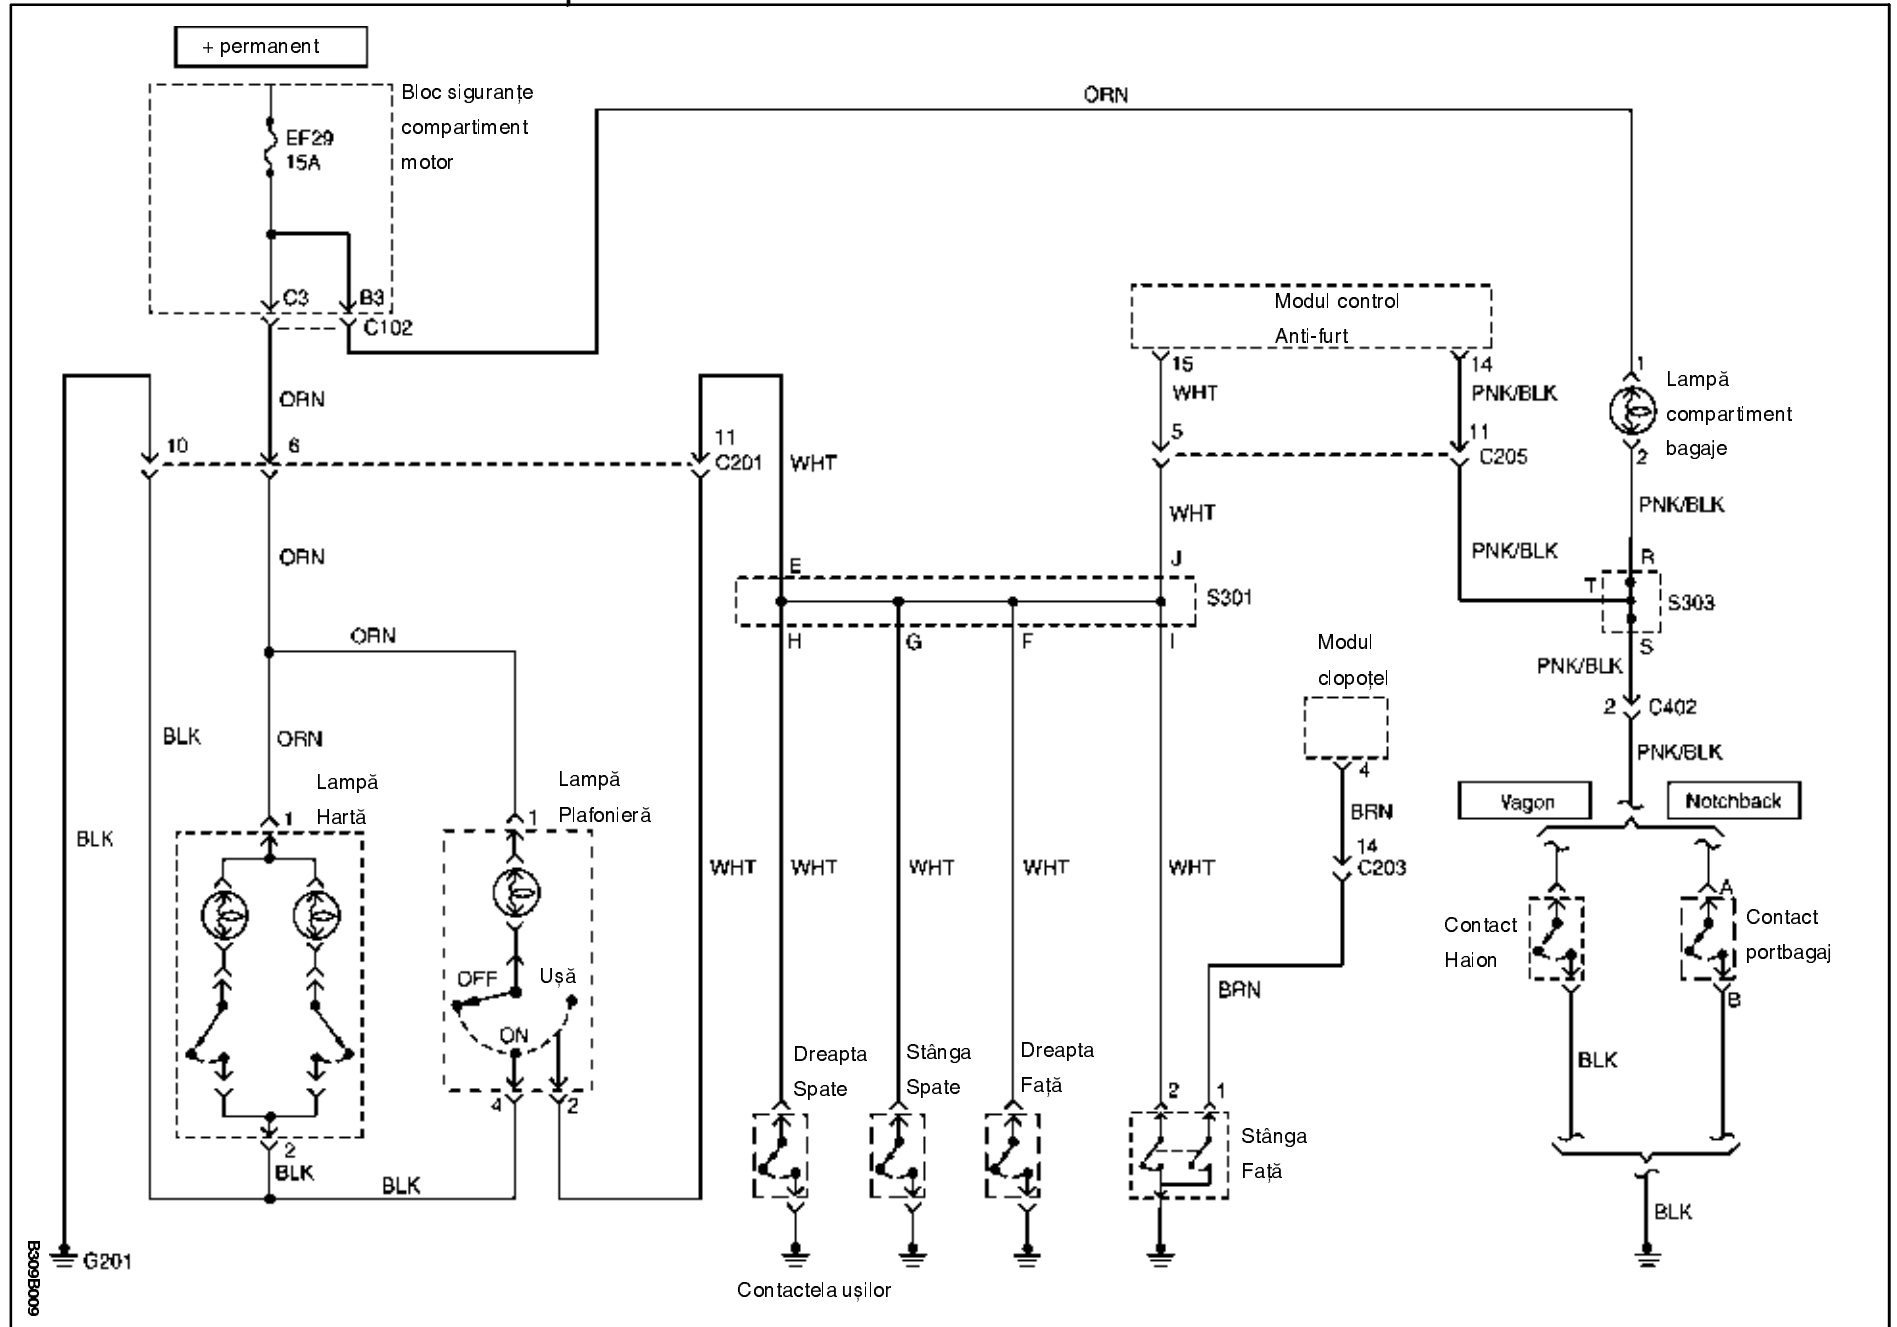 + permanent
Bloc siguranțe
compartiment
motor
EF29
15A
C3
B3
C102
ORN
ORN
10
6
11
C201
WHT
Modul control
Anti-furt
15
14
WHT
PNK/BLK
5
11
C205
1
Lampă
compartiment
bagaje
2
PNK/BLK
WHT
PNK/BLK
ORN
E
J
S301
H
G
F
I
R
T
S303
S
PNK/BLK
2
C402
PNK/BLK
Modul
clopoțel
4
BRN
14
C203
BRN
ORN
BLK
ORN
Lampă
Hartă
1
Lampă
Plafonieră
1
BLK
WHT
WHT
WHT
WHT
WHT
Vagon
Notchback
Contact
Haion
A
Contact
portbagaj
B
OFF
Ușă
ON
4
2
2
BLK
BLK
Dreapta
Spate
Stânga
Spate
Dreapta
Față
2
1
Stânga
Față
BLK
BLK
G201
Contactela ușilor
B309B009